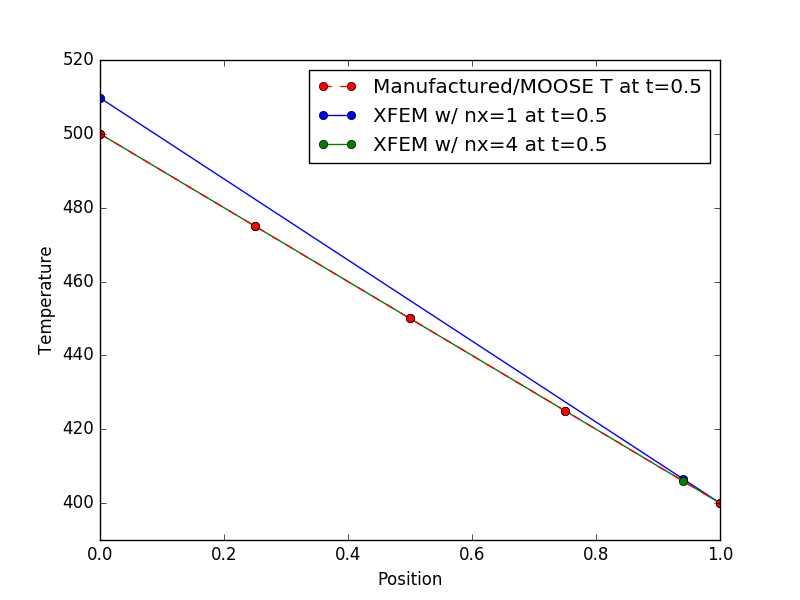 520
500
480
460
440
420
400
Temperature
Manufactured/MOOSE T at t=0.5
XFEM w/ nx=1 at t=0.5
XFEM w/ nx=4 at t=0.5
0.0 0.2 0.4 0.6 0.8 1.0
Position